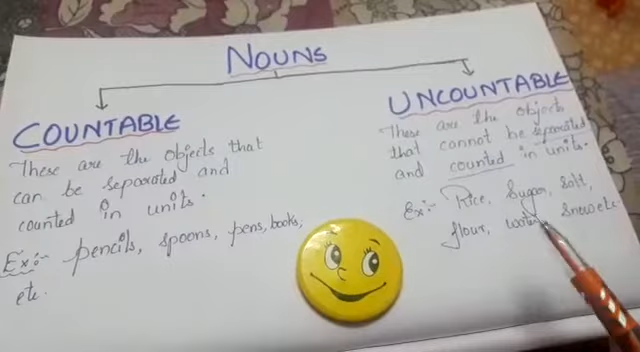 NOUNS
COUNTABLE
These are the objects that
can be separated and
counted in units.
Ex:- pencils, spoons, pens, books,
etc.
UNCOUNTABLE
These are the objects
that cannot be separated
and counted in units.
Ex:- Rice, Sugar, Salt,
flour, water, snow etc.